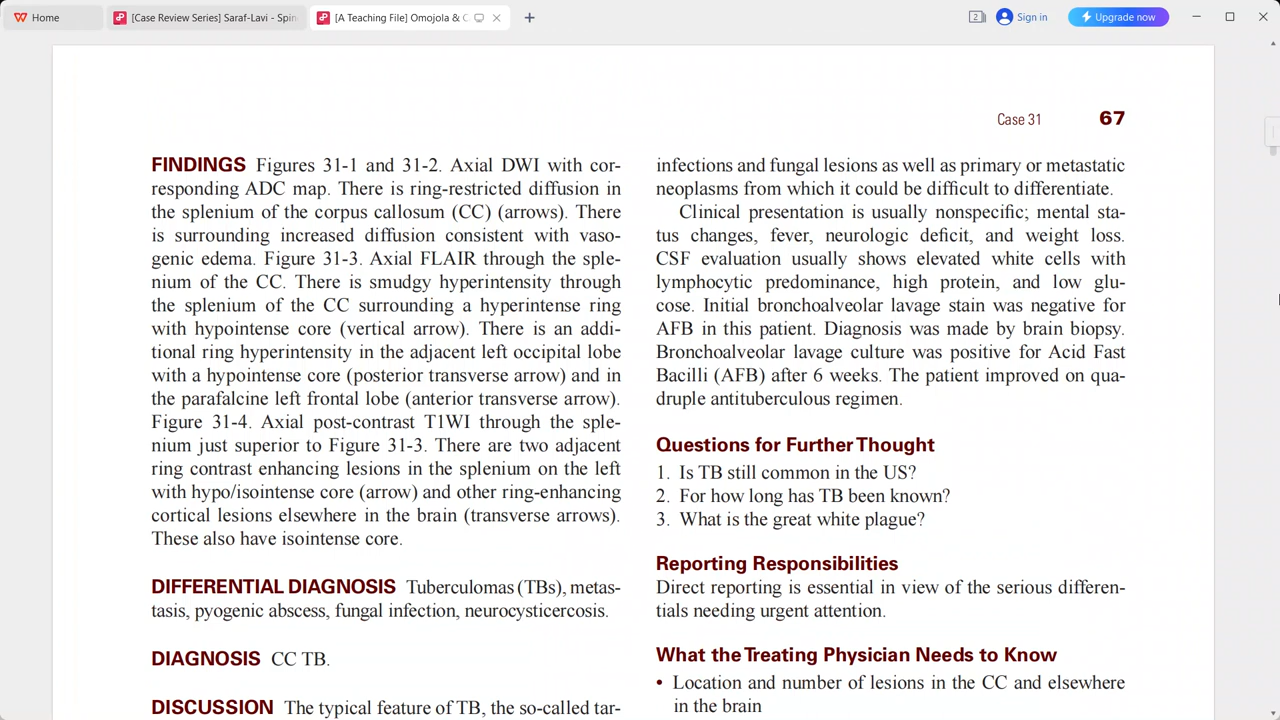 Home
[Case Review Series] Saraf-Lavi - Spin
[A Teaching File] Omojola & C
2
Sign in
Upgrade now
Case 31 67
FINDINGS Figures 31-1 and 31-2. Axial DWI with cor-
responding ADC map. There is ring-restricted diffusion in
the splenium of the corpus callosum (CC) (arrows). There
is surrounding increased diffusion consistent with vaso-
genic edema. Figure 31-3. Axial FLAIR through the sple-
nium of the CC. There is smudgy hyperintensity through
the splenium of the CC surrounding a hyperintense ring
with hypointense core (vertical arrow). There is an addi-
tional ring hyperintensity in the adjacent left occipital lobe
with a hypointense core (posterior transverse arrow) and in
the parafalcine left frontal lobe (anterior transverse arrow).
Figure 31-4. Axial post-contrast T1WI through the sple-
nium just superior to Figure 31-3. There are two adjacent
ring contrast enhancing lesions in the splenium on the left
with hypo/isointense core (arrow) and other ring-enhancing
cortical lesions elsewhere in the brain (transverse arrows).
These also have isointense core.
DIFFERENTIAL DIAGNOSIS Tuberculomas (TBs), metas-
tasis, pyogenic abscess, fungal infection, neurocysticercosis.
DIAGNOSIS CC TB.
DISCUSSION The typical feature of TB, the so-called tar-
infections and fungal lesions as well as primary or metastatic
neoplasms from which it could be difficult to differentiate.
Clinical presentation is usually nonspecific; mental sta-
tus changes, fever, neurologic deficit, and weight loss.
CSF evaluation usually shows elevated white cells with
lymphocytic predominance, high protein, and low glu-
cose. Initial bronchoalveolar lavage stain was negative for
AFB in this patient. Diagnosis was made by brain biopsy.
Bronchoalveolar lavage culture was positive for Acid Fast
Bacilli (AFB) after 6 weeks. The patient improved on qua-
druple antituberculous regimen.
Questions for Further Thought
1. Is TB still common in the US?
2. For how long has TB been known?
3. What is the great white plague?
Reporting Responsibilities
Direct reporting is essential in view of the serious differen-
tials needing urgent attention.
What the Treating Physician Needs to Know
• Location and number of lesions in the CC and elsewhere
in the brain